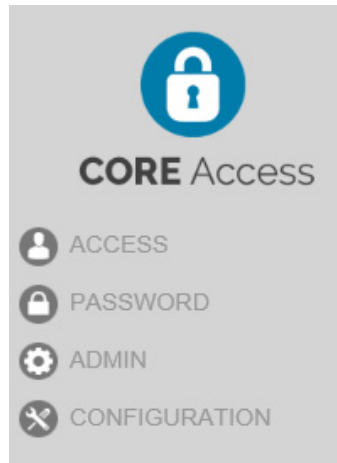 CORE Access
ACCESS
PASSWORD
ADMIN
CONFIGURATION